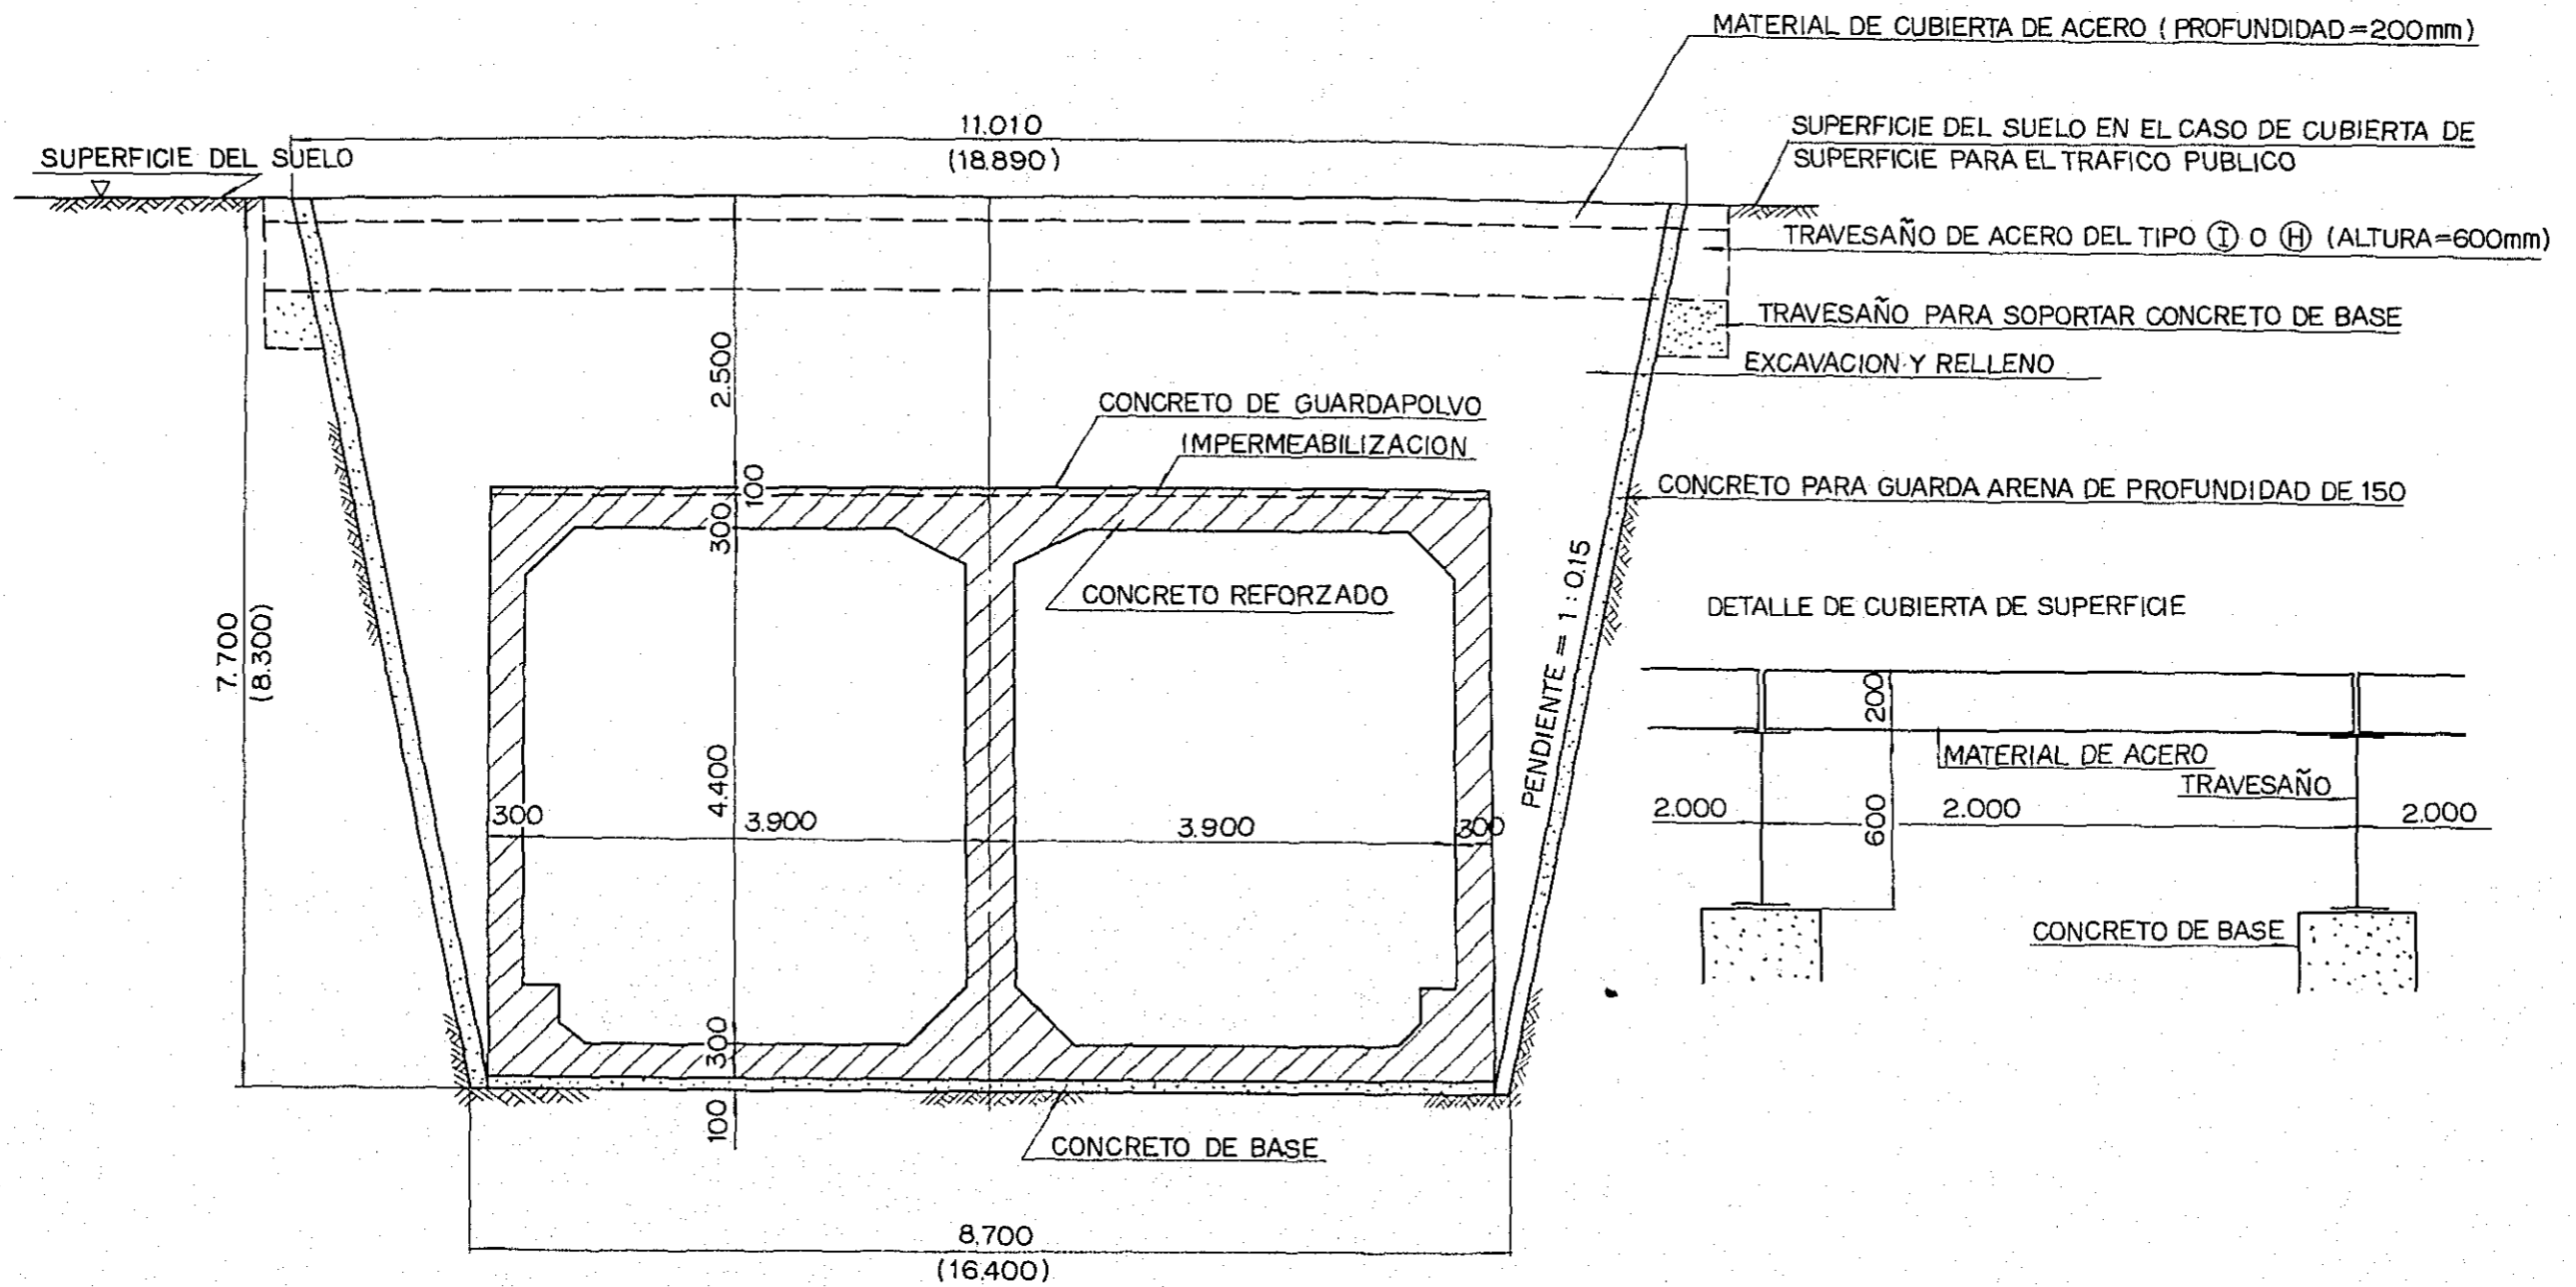 MATERIAL DE CUBIERTA DE ACERO (PROFUNDIDAD=200mm)
11.010
(18.890)
SUPERFICIE DEL SUELO
SUPERFICIE DEL SUELO EN EL CASO DE CUBIERTA DE
SUPERFICIE PARA EL TRAFICO PUBLICO
TRAVESAÑO DE ACERO DEL TIPO Ⓘ O Ⓗ (ALTURA=600mm)
TRAVESAÑO PARA SOPORTAR CONCRETO DE BASE
EXCAVACION Y RELLENO
2.500
CONCRETO DE GUARDAPOLVO
IMPERMEABILIZACION
100
300
CONCRETO PARA GUARDA ARENA DE PROFUNDIDAD DE 150
CONCRETO REFORZADO
PENDIENTE = 1:0.15
7.700
(8.300)
4.400
300
3.900
3.900
300
300
100
CONCRETO DE BASE
8.700
(16.400)
DETALLE DE CUBIERTA DE SUPERFICIE
200
MATERIAL DE ACERO
TRAVESAÑO
2.000
600
2.000
2.000
CONCRETO DE BASE